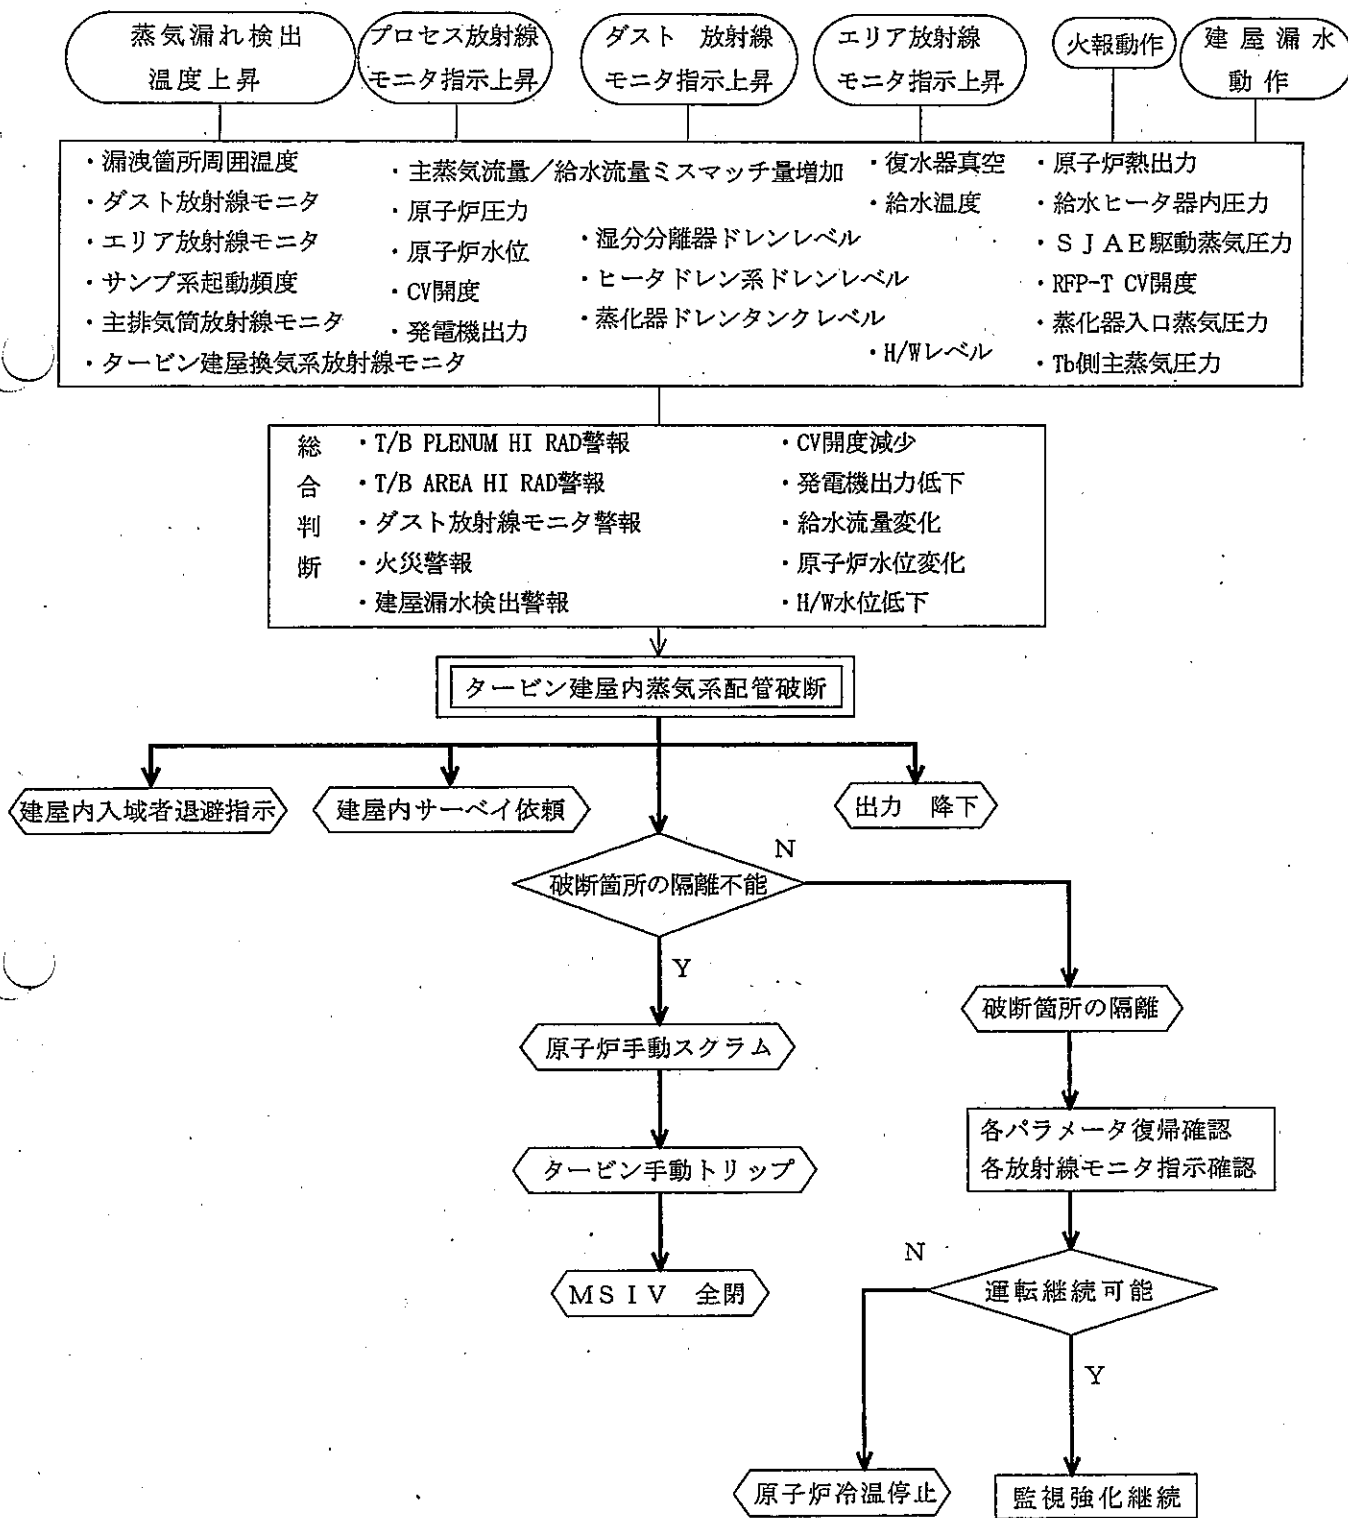 蒸気漏れ検出
温度上昇
プロセス放射線
モニタ指示上昇
ダスト　放射線
モニタ指示上昇
エリア放射線
モニタ指示上昇
火報動作
建屋漏水
動作
・漏洩箇所周囲温度
・ダスト放射線モニタ
・エリア放射線モニタ
・サンプ系起動頻度
・主排気筒放射線モニタ
・タービン建屋換気系放射線モニタ
・主蒸気流量／給水流量ミスマッチ量増加
・原子炉圧力
・原子炉水位
・CV開度
・発電機出力
・湿分分離器ドレンレベル
・ヒータドレン系ドレンレベル
・蒸化器ドレンタンクレベル
・復水器真空
・給水温度
・H/Wレベル
・原子炉熱出力
・給水ヒータ器内圧力
・ＳＪＡＥ駆動蒸気圧力
・RFP-T CV開度
・蒸化器入口蒸気圧力
・Tb側主蒸気圧力
総合判断
・T/B PLENUM HI RAD警報
・T/B AREA HI RAD警報
・ダスト放射線モニタ警報
・火災警報
・建屋漏水検出警報
・CV開度減少
・発電機出力低下
・給水流量変化
・原子炉水位変化
・H/W水位低下
タービン建屋内蒸気系配管破断
建屋内入域者退避指示
建屋内サーベイ依頼
出力　降下
破断箇所の隔離不能
N
Y
原子炉手動スクラム
タービン手動トリップ
ＭＳＩＶ　全閉
破断箇所の隔離
各パラメータ復帰確認
各放射線モニタ指示確認
運転継続可能
N
Y
原子炉冷温停止
監視強化継続